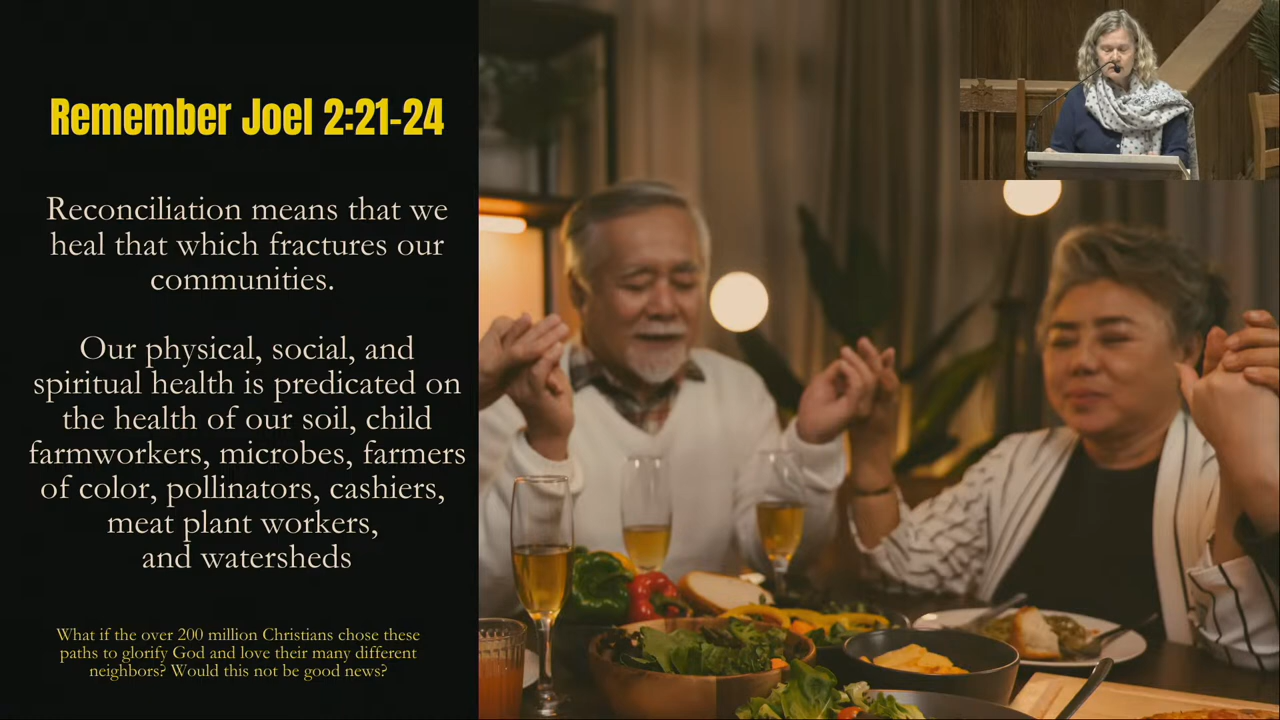 Remember Joel 2:21-24
Reconciliation means that we
heal that which fractures our
communities.
Our physical, social, and
spiritual health is predicated on
the health of our soil, child
farmworkers, microbes, farmers
of color, pollinators, cashiers,
meat plant workers,
and watersheds
What if the over 200 million Christians chose these
paths to glorify God and love their many different
neighbors? Would this not be good news?